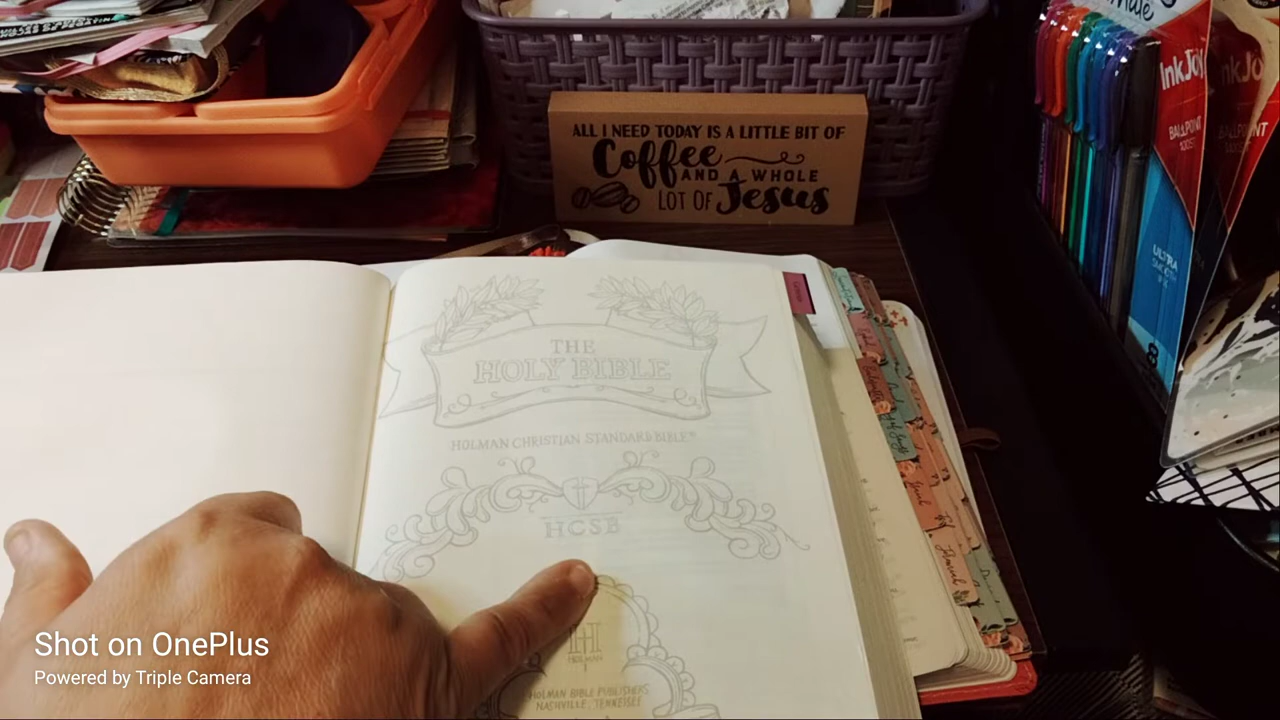 ALL I NEED TODAY IS A LITTLE BIT OF
Coffee
AND A WHOLE
LOT OF Jesus
InkJoy
BALLPOINT
ULTRA
8
THE
HOLY BIBLE
HOLMAN CHRISTIAN STANDARD BIBLE®
HCSB
H
HOLMAN
HOLMAN BIBLE PUBLISHERS
NASHVILLE, TENNESSEE
Shot on OnePlus
Powered by Triple Camera